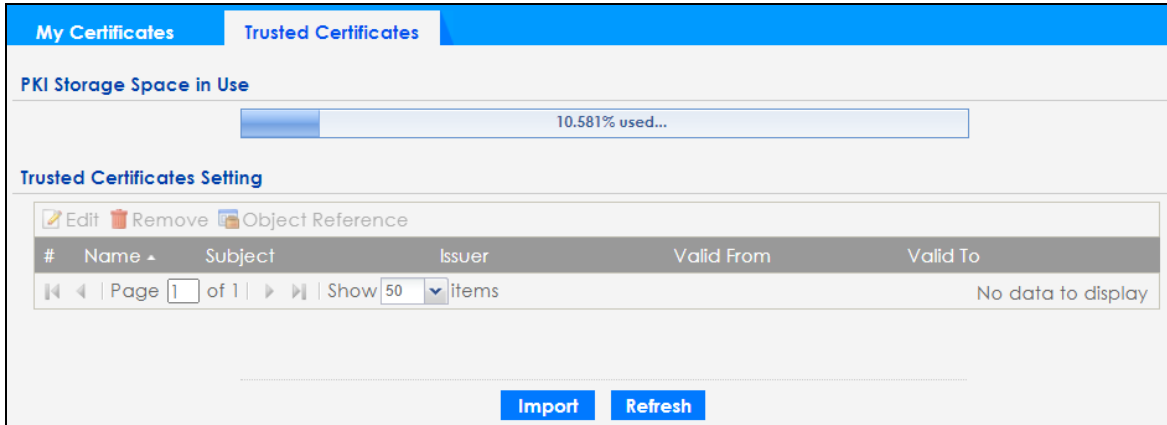 My Certificates Trusted Certificates
PKI Storage Space in Use
10.581% used...
Trusted Certificates Setting
Edit Remove Object Reference
# Name Subject Issuer Valid From Valid To
Page 1 of 1 Show 50 items No data to display
Import Refresh